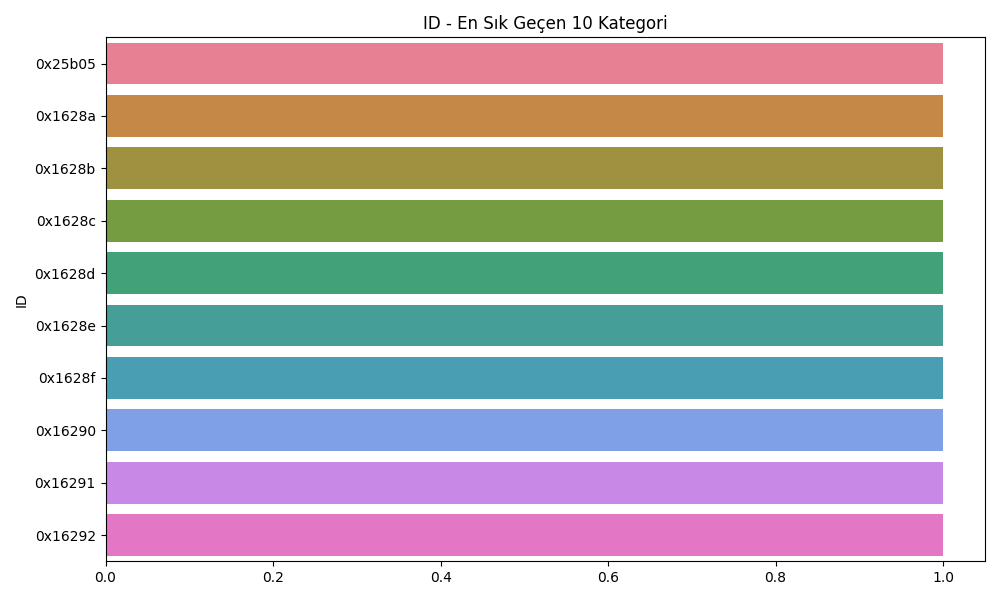 ID - En Sık Geçen 10 Kategori
0x25b05
0x1628a
0x1628b
0x1628c
0x1628d
0x1628e
0x1628f
0x16290
0x16291
0x16292
ID
0.0 0.2 0.4 0.6 0.8 1.0